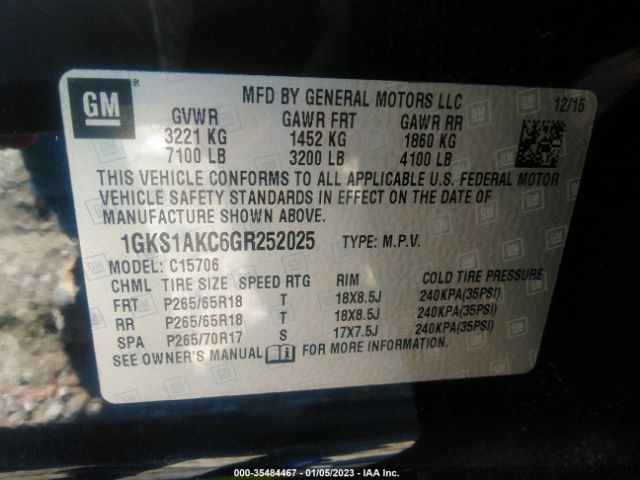 GM
MFD BY GENERAL MOTORS LLC 12/15
GVWR GAWR FRT GAWR RR
3221 KG 1452 KG 1860 KG
7100 LB 3200 LB 4100 LB
THIS VEHICLE CONFORMS TO ALL APPLICABLE U.S. FEDERAL MOTOR
VEHICLE SAFETY STANDARDS IN EFFECT ON THE DATE OF
MANUFACTURE SHOWN ABOVE.
1GKS1AKC6GR252025 TYPE: M.P.V.
MODEL: C15706
CHML TIRE SIZE SPEED RTG RIM COLD TIRE PRESSURE
FRT P265/65R18 T 18X8.5J 240KPA(35PSI)
RR P265/65R18 T 18X8.5J 240KPA(35PSI)
SPA P265/70R17 S 17X7.5J 240KPA(35PSI)
SEE OWNER'S MANUAL FOR MORE INFORMATION.
000-35484467 - 01/05/2023 - IAA Inc.